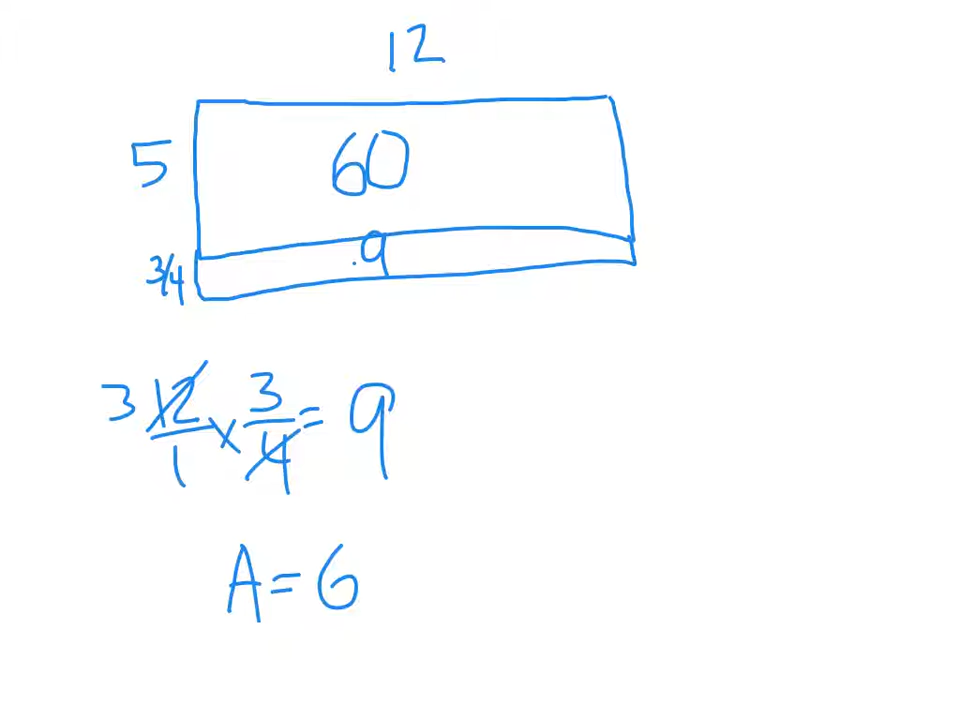 12
5
60
3/4
.9
3 12/1 x 3/4 = 9
A = 6